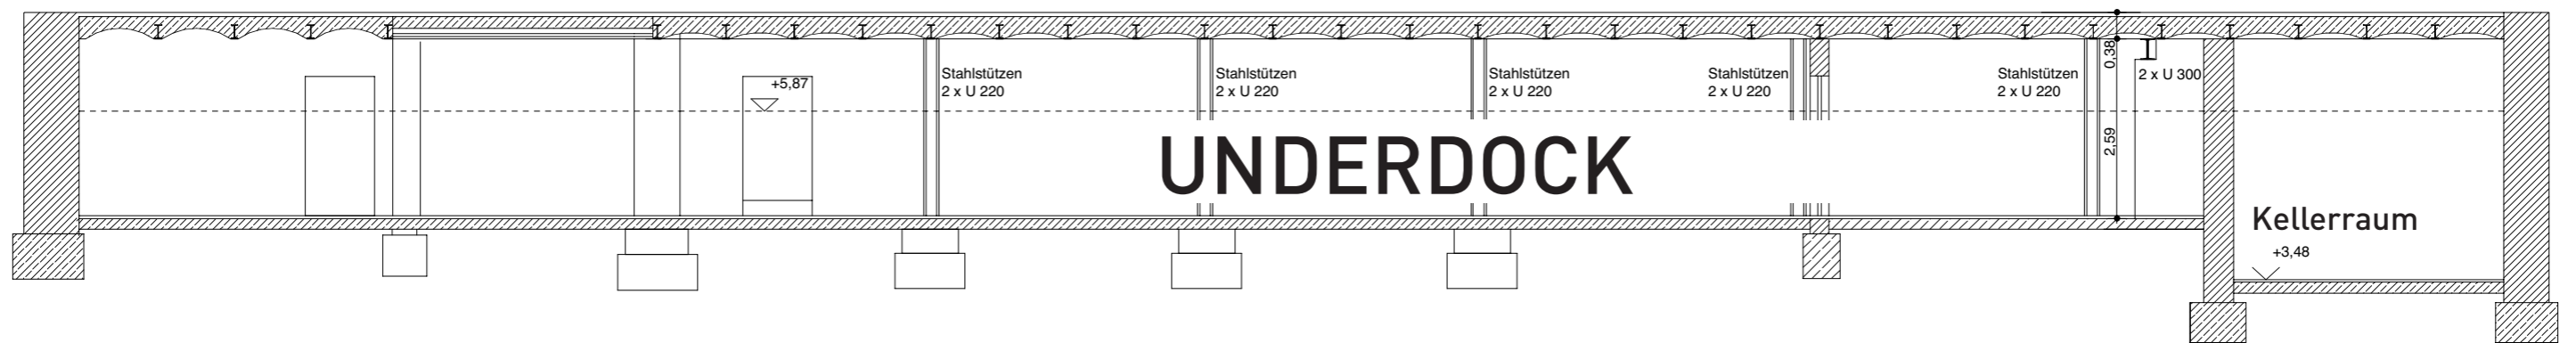 +5,87
Stahlstützen
2 x U 220
Stahlstützen
2 x U 220
Stahlstützen
2 x U 220
Stahlstützen
2 x U 220
Stahlstützen
2 x U 220
0,38
2 x U 300
2,59
UNDERDOCK
Kellerraum
+3,48